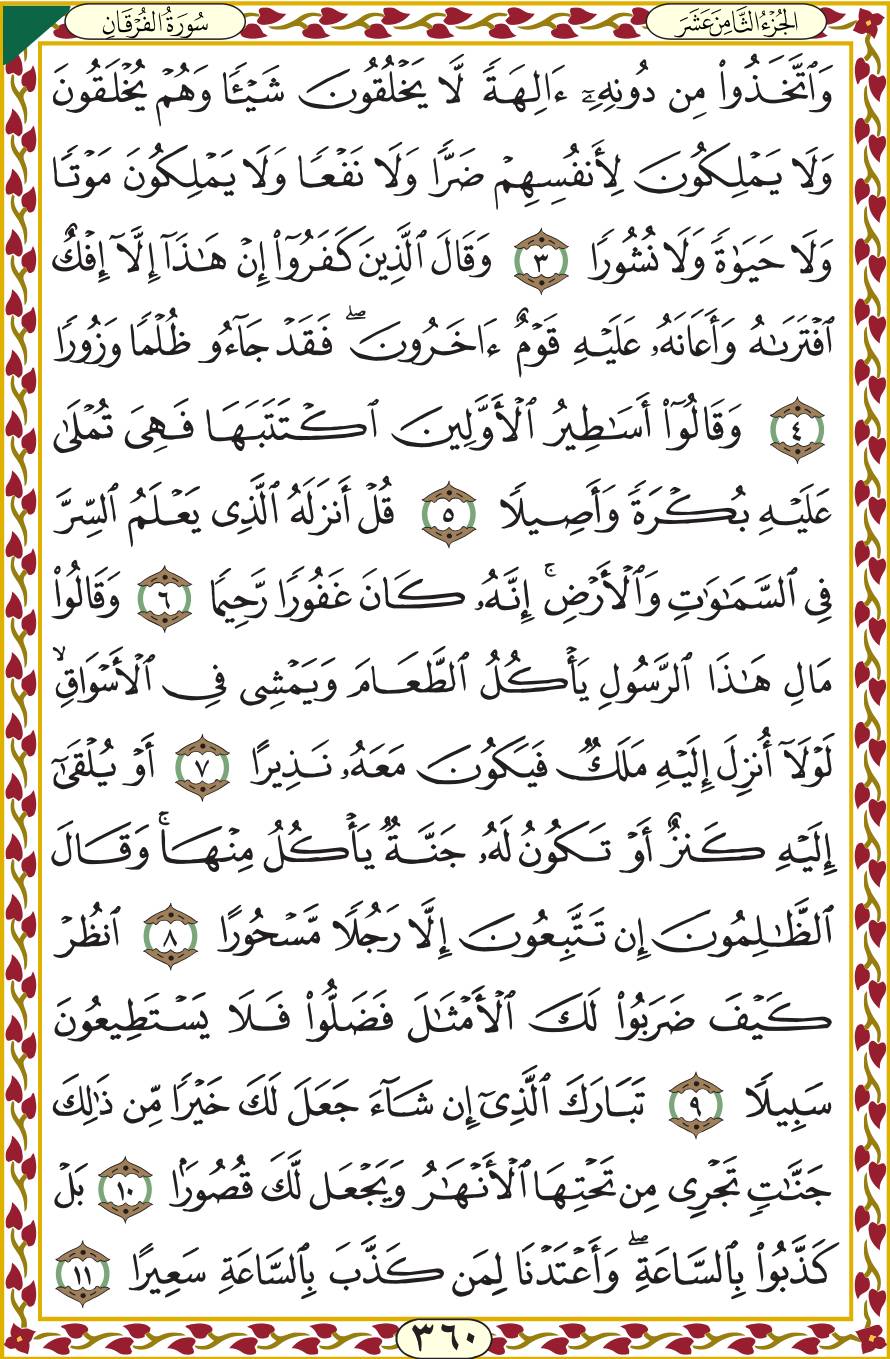 الجُزْءُ الثَّامِنَ عَشَرَ
سُورَةُ الفُرْقَانِ
وَٱتَّخَذُوا۟ مِن دُونِهِۦٓ ءَالِهَةً لَّا يَخْلُقُونَ شَيْـًٔا وَهُمْ يُخْلَقُونَ
وَلَا يَمْلِكُونَ لِأَنفُسِهِمْ ضَرًّا وَلَا نَفْعًا وَلَا يَمْلِكُونَ مَوْتًا
وَلَا حَيَوٰةً وَلَا نُشُورًا ٣ وَقَالَ ٱلَّذِينَ كَفَرُوٓا۟ إِنْ هَـٰذَآ إِلَّآ إِفْكٌ
ٱفْتَرَىٰهُ وَأَعَانَهُۥ عَلَيْهِ قَوْمٌ ءَاخَرُونَ ۖ فَقَدْ جَآءُو ظُلْمًا وَزُورًا
٤ وَقَالُوٓا۟ أَسَـٰطِيرُ ٱلْأَوَّلِينَ ٱكْتَتَبَهَا فَهِىَ تُمْلَىٰ
عَلَيْهِ بُكْرَةً وَأَصِيلًا ٥ قُلْ أَنزَلَهُ ٱلَّذِى يَعْلَمُ ٱلسِّرَّ
فِى ٱلسَّمَـٰوَٰتِ وَٱلْأَرْضِ ۚ إِنَّهُۥ كَانَ غَفُورًا رَّحِيمًا ٦ وَقَالُوا۟
مَالِ هَـٰذَا ٱلرَّسُولِ يَأْكُلُ ٱلطَّعَامَ وَيَمْشِى فِى ٱلْأَسْوَاقِ ۙ
لَوْلَآ أُنزِلَ إِلَيْهِ مَلَكٌ فَيَكُونَ مَعَهُۥ نَذِيرًا ٧ أَوْ يُلْقَىٰٓ
إِلَيْهِ كَنزٌ أَوْ تَكُونُ لَهُۥ جَنَّةٌ يَأْكُلُ مِنْهَا ۚ وَقَالَ
ٱلظَّـٰلِمُونَ إِن تَتَّبِعُونَ إِلَّا رَجُلًا مَّسْحُورًا ٨ ٱنظُرْ
كَيْفَ ضَرَبُوا۟ لَكَ ٱلْأَمْثَـٰلَ فَضَلُّوا۟ فَلَا يَسْتَطِيعُونَ
سَبِيلًا ٩ تَبَارَكَ ٱلَّذِىٓ إِن شَآءَ جَعَلَ لَكَ خَيْرًا مِّن ذَٰلِكَ
جَنَّـٰتٍ تَجْرِى مِن تَحْتِهَا ٱلْأَنْهَـٰرُ وَيَجْعَل لَّكَ قُصُورًۢا ١٠ بَلْ
كَذَّبُوا۟ بِٱلسَّاعَةِ ۖ وَأَعْتَدْنَا لِمَن كَذَّبَ بِٱلسَّاعَةِ سَعِيرًا ١١
٣٦٠